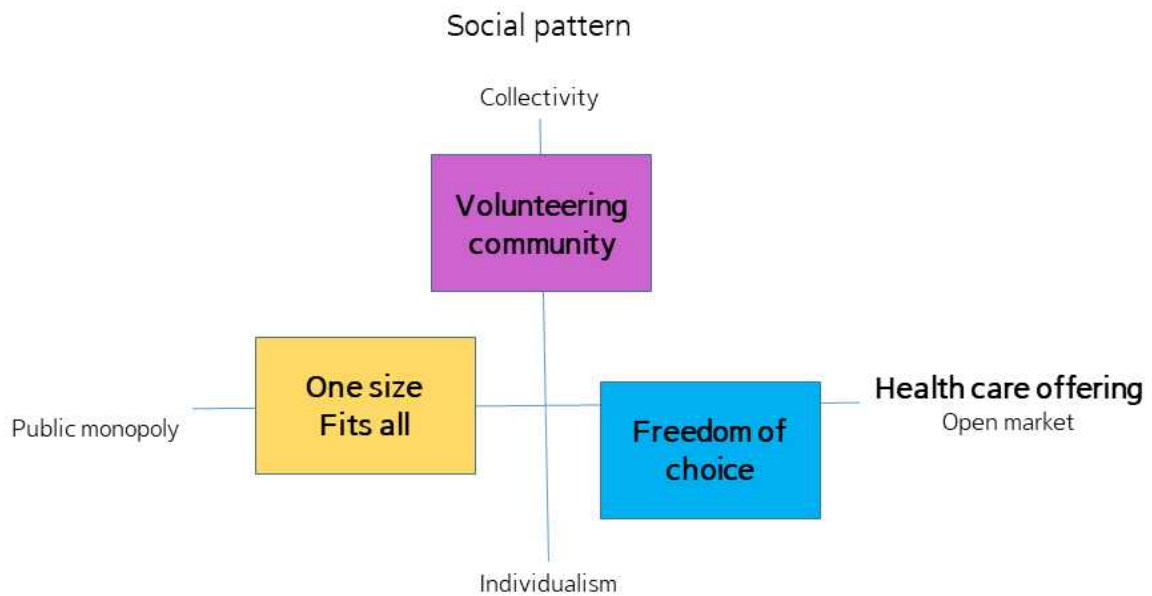 Social pattern
Collectivity
Volunteering
community
One size
Fits all
Public monopoly
Freedom of
choice
Health care offering
Open market
Individualism